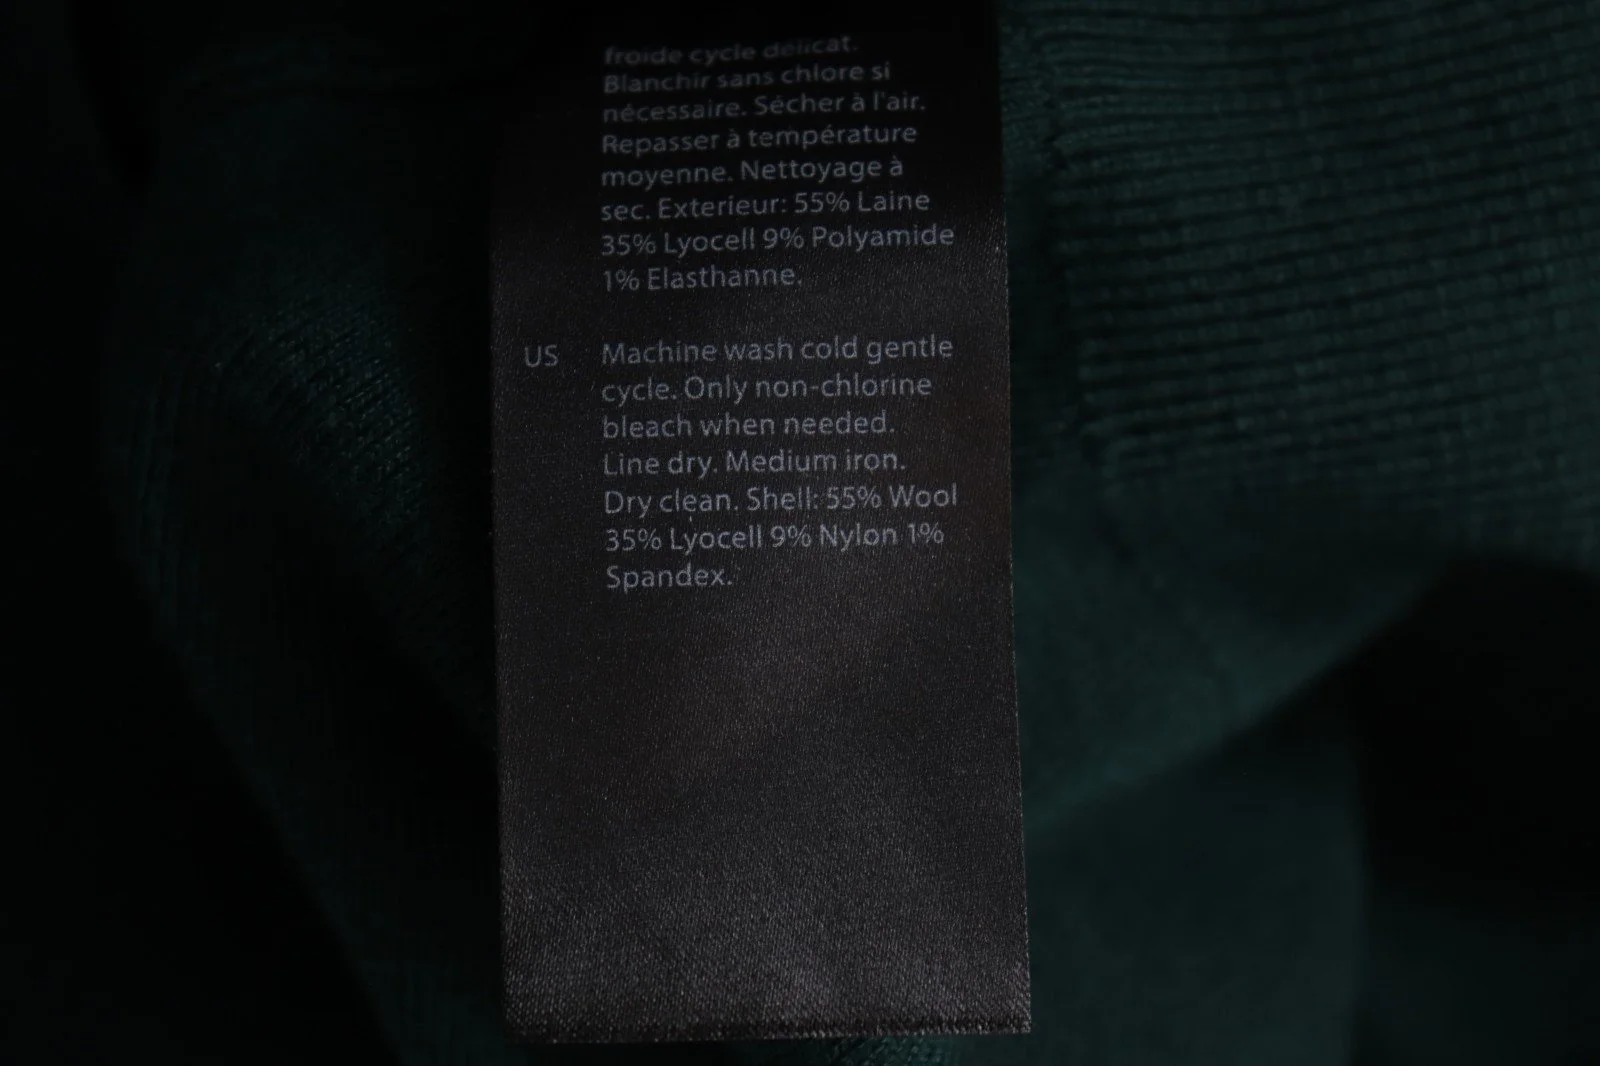 froide cycle délicat.
Blanchir sans chlore si
nécessaire. Sécher à l'air.
Repasser à température
moyenne. Nettoyage à
sec. Exterieur: 55% Laine
35% Lyocell 9% Polyamide
1% Elasthanne.
US Machine wash cold gentle
cycle. Only non-chlorine
bleach when needed.
Line dry. Medium iron.
Dry clean. Shell: 55% Wool
35% Lyocell 9% Nylon 1%
Spandex.